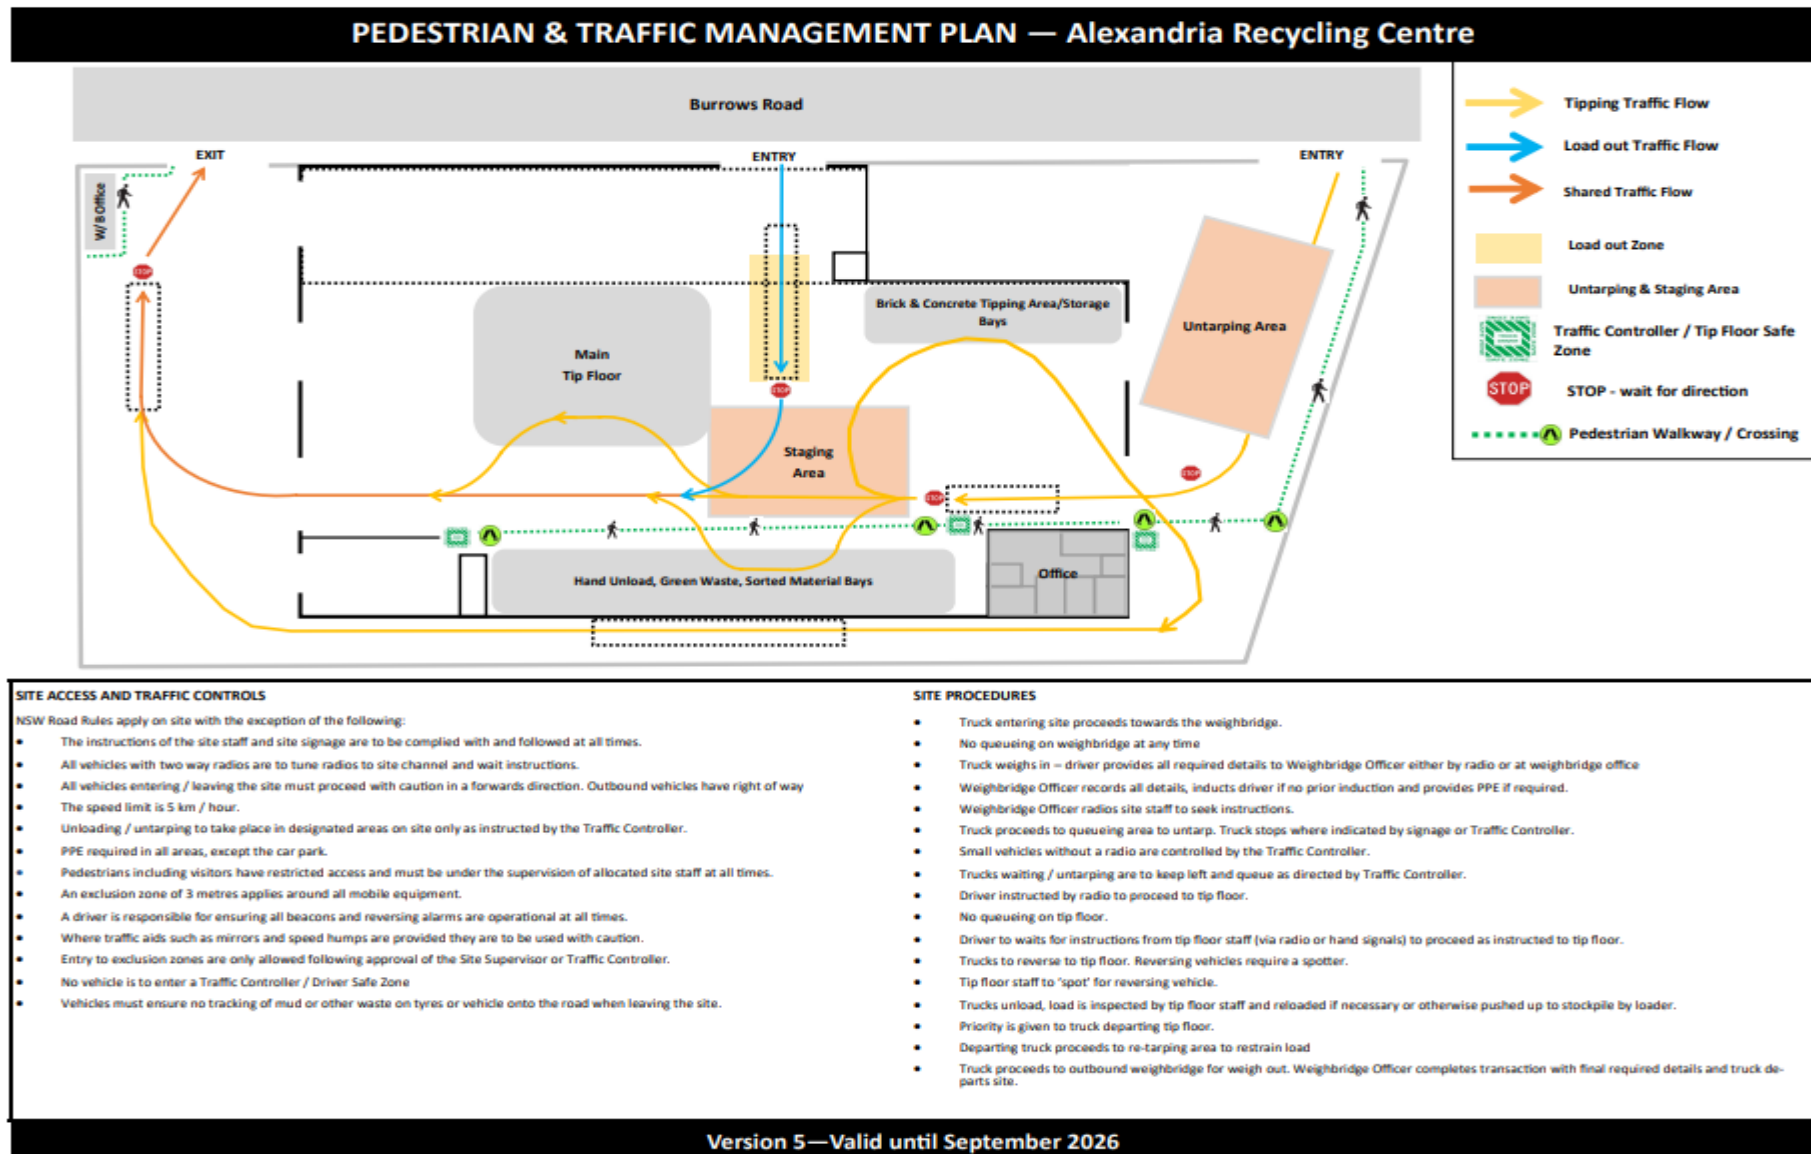 PEDESTRIAN & TRAFFIC MANAGEMENT PLAN — Alexandria Recycling Centre
Burrows Road
EXIT
ENTRY
ENTRY
W/B Office
STOP
Brick & Concrete Tipping Area/Storage
Bays
Untarping Area
Main
Tip Floor
STOP
Staging
Area
STOP
STOP
Hand Unload, Green Waste, Sorted Material Bays
Office
Tipping Traffic Flow
Load out Traffic Flow
Shared Traffic Flow
Load out Zone
Untarping & Staging Area
Traffic Controller / Tip Floor Safe
Zone
STOP
STOP - wait for direction
Pedestrian Walkway / Crossing
SITE ACCESS AND TRAFFIC CONTROLS
NSW Road Rules apply on site with the exception of the following:
• The instructions of the site staff and site signage are to be complied with and followed at all times.
• All vehicles with two way radios are to tune radios to site channel and wait instructions.
• All vehicles entering / leaving the site must proceed with caution in a forwards direction. Outbound vehicles have right of way
• The speed limit is 5 km / hour.
• Unloading / untarping to take place in designated areas on site only as instructed by the Traffic Controller.
• PPE required in all areas, except the car park.
• Pedestrians including visitors have restricted access and must be under the supervision of allocated site staff at all times.
• An exclusion zone of 3 metres applies around all mobile equipment.
• A driver is responsible for ensuring all beacons and reversing alarms are operational at all times.
• Where traffic aids such as mirrors and speed humps are provided they are to be used with caution.
• Entry to exclusion zones are only allowed following approval of the Site Supervisor or Traffic Controller.
• No vehicle is to enter a Traffic Controller / Driver Safe Zone
• Vehicles must ensure no tracking of mud or other waste on tyres or vehicle onto the road when leaving the site.
SITE PROCEDURES
• Truck entering site proceeds towards the weighbridge.
• No queueing on weighbridge at any time
• Truck weighs in – driver provides all required details to Weighbridge Officer either by radio or at weighbridge office
• Weighbridge Officer records all details, inducts driver if no prior induction and provides PPE if required.
• Weighbridge Officer radios site staff to seek instructions.
• Truck proceeds to queueing area to untarp. Truck stops where indicated by signage or Traffic Controller.
• Small vehicles without a radio are controlled by the Traffic Controller.
• Trucks waiting / untarping are to keep left and queue as directed by Traffic Controller.
• Driver instructed by radio to proceed to tip floor.
• No queueing on tip floor.
• Driver to waits for instructions from tip floor staff (via radio or hand signals) to proceed as instructed to tip floor.
• Trucks to reverse to tip floor. Reversing vehicles require a spotter.
• Tip floor staff to ‘spot’ for reversing vehicle.
• Trucks unload, load is inspected by tip floor staff and reloaded if necessary or otherwise pushed up to stockpile by loader.
• Priority is given to truck departing tip floor.
• Departing truck proceeds to re-tarping area to restrain load
• Truck proceeds to outbound weighbridge for weigh out. Weighbridge Officer completes transaction with final required details and truck de-
parts site.
Version 5—Valid until September 2026